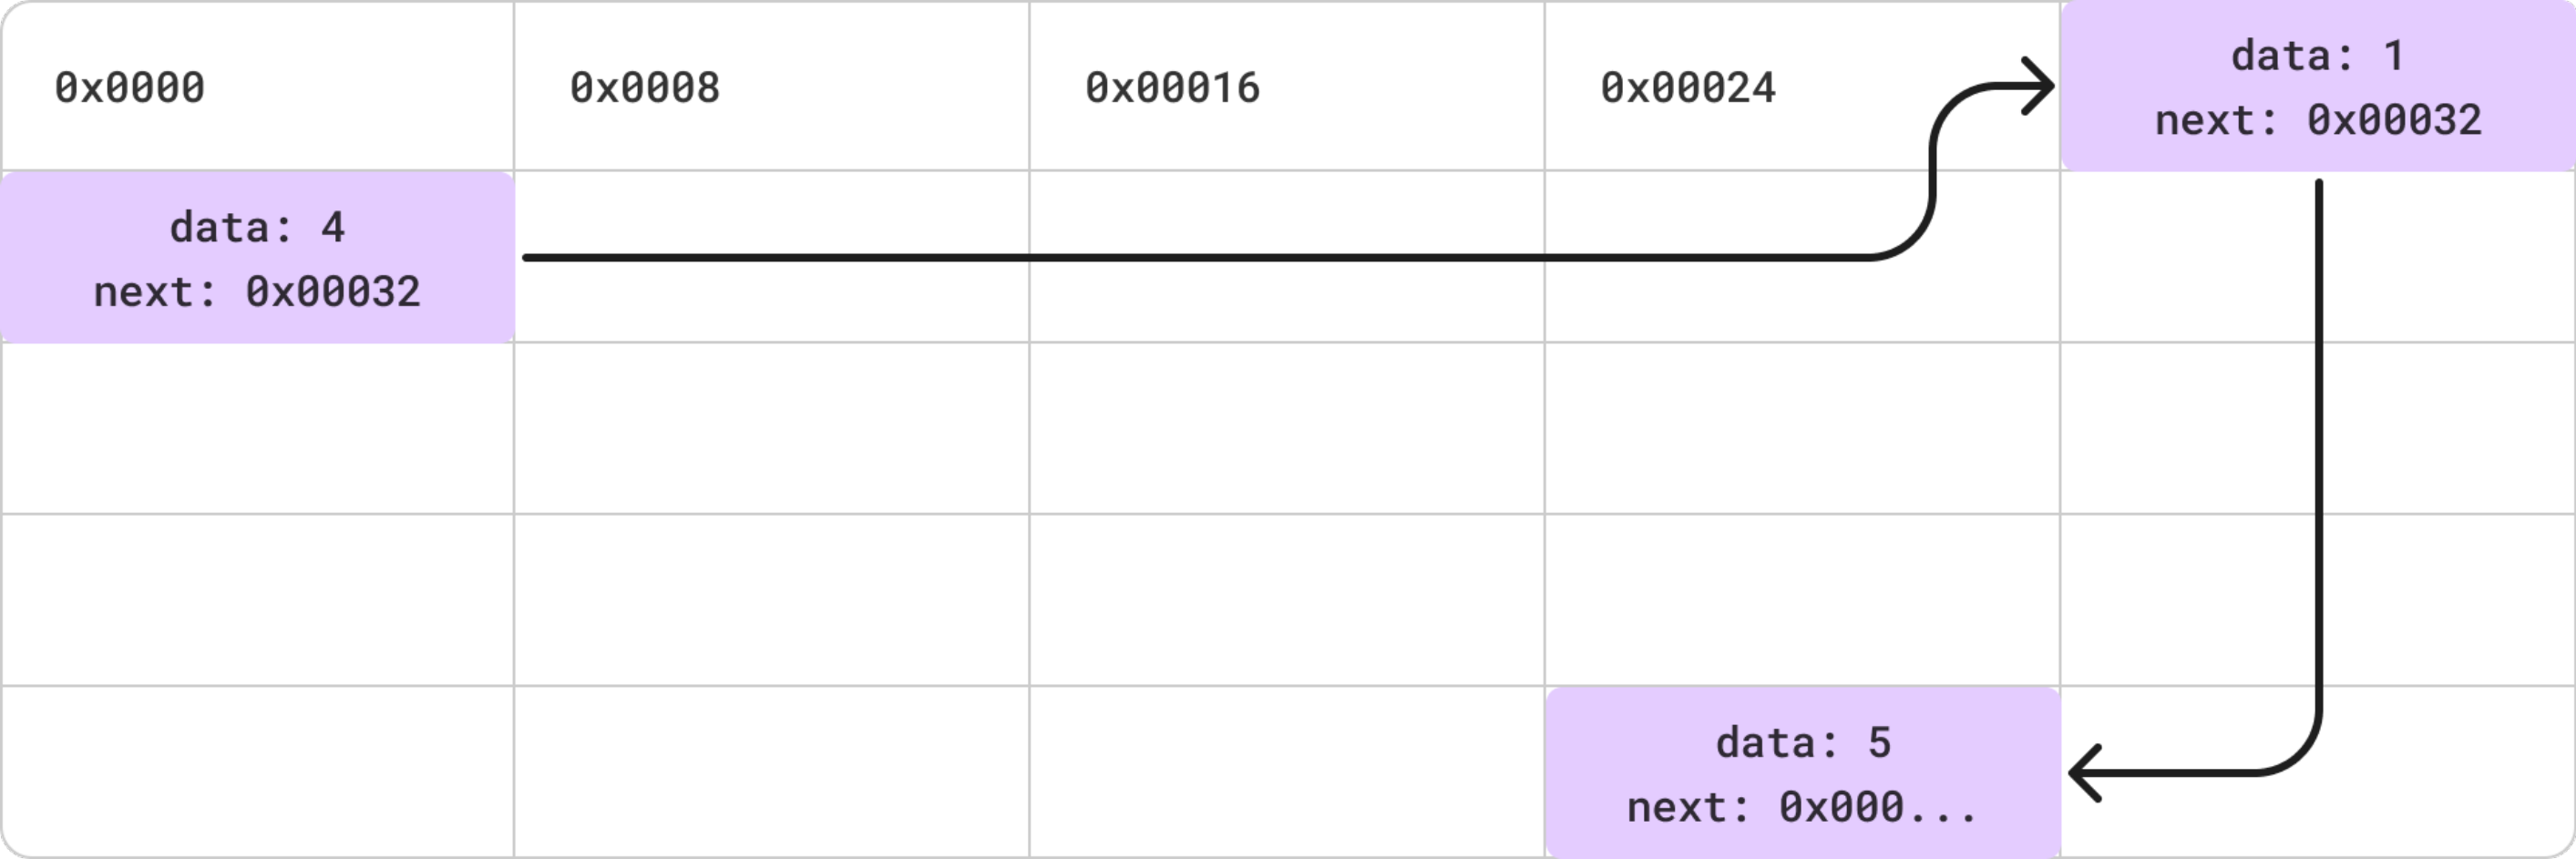 0x0000
0x0008
0x00016
0x00024
data: 1
next: 0x00032
data: 4
next: 0x00032
data: 5
next: 0x000...